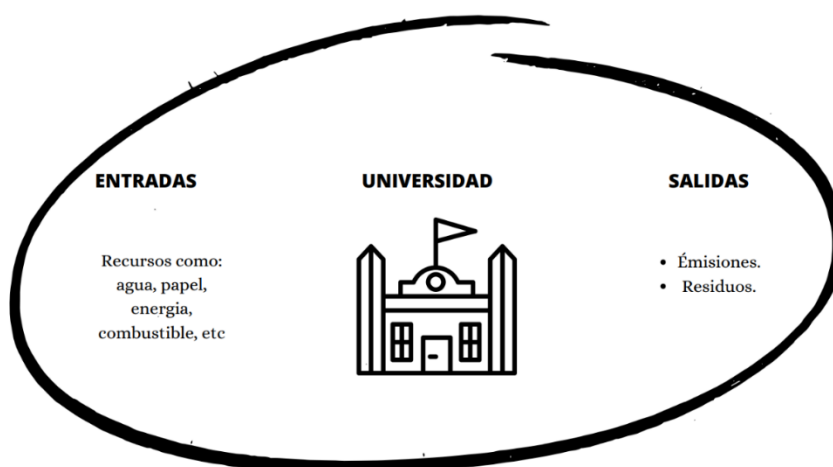 ENTRADAS
UNIVERSIDAD
SALIDAS
Recursos como:
agua, papel,
energia,
combustible, etc
• Émisiones.
• Residuos.